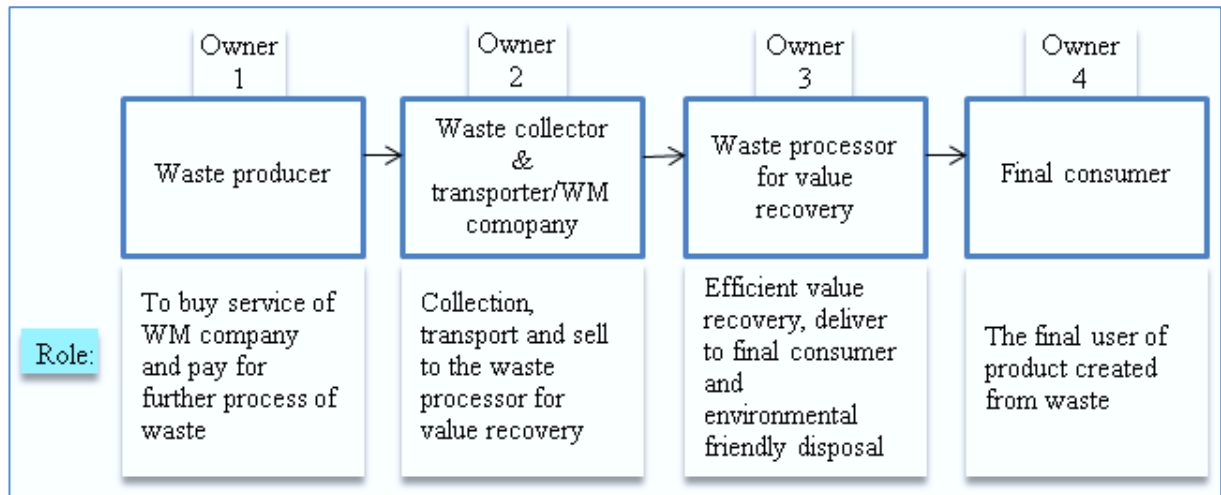 Owner
1
Owner
2
Owner
3
Owner
4
Waste producer
Waste collector
&
transporter/WM
comopany
Waste processor
for value
recovery
Final consumer
Role:
To buy service of
WM company
and pay for
further process of
waste
Collection,
transport and sell
to the waste
processor for
value recovery
Efficient value
recovery, deliver
to final consumer
and
environmental
friendly disposal
The final user of
product created
from waste